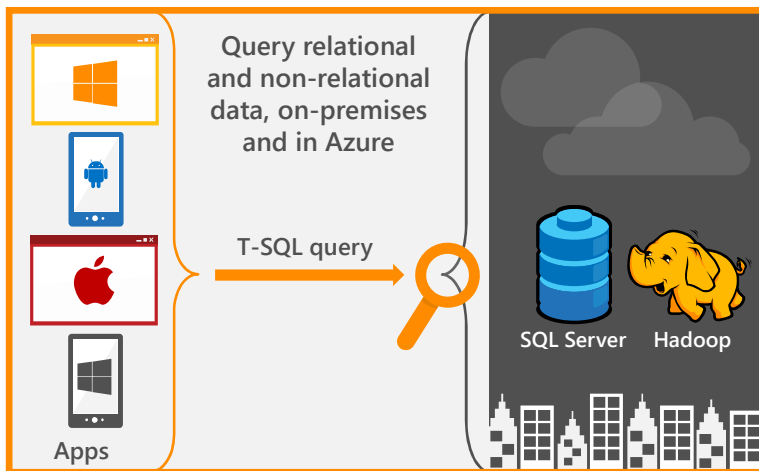 Query relational
and non-relational
data, on-premises
and in Azure
T-SQL query
SQL Server
Hadoop
Apps